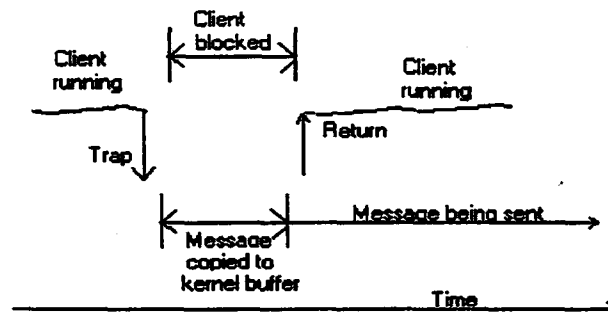 Client
blocked
Client
running
Client
running
Trap
Return
Message being sent
Message
copied to
kernel buffer
Time